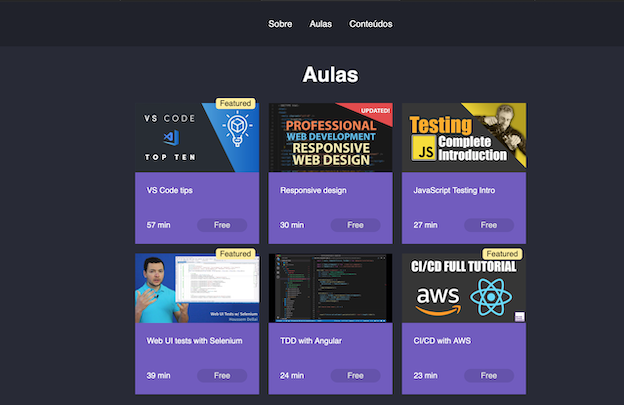 Sobre Aulas Conteúdos
Aulas
Featured
VS CODE
TOP TEN
VS Code tips
57 min Free
UPDATED!
PROFESSIONAL
WEB DEVELOPMENT
RESPONSIVE
WEB DESIGN
Responsive design
30 min Free
Testing
JS
Complete
Introduction
JavaScript Testing Intro
27 min Free
Featured
Web UI Tests w/ Selenium
Houssem Dellai
Web UI tests with Selenium
39 min Free
TDD with Angular
24 min Free
Featured
CI/CD FULL TUTORIAL
aws
CI/CD with AWS
23 min Free